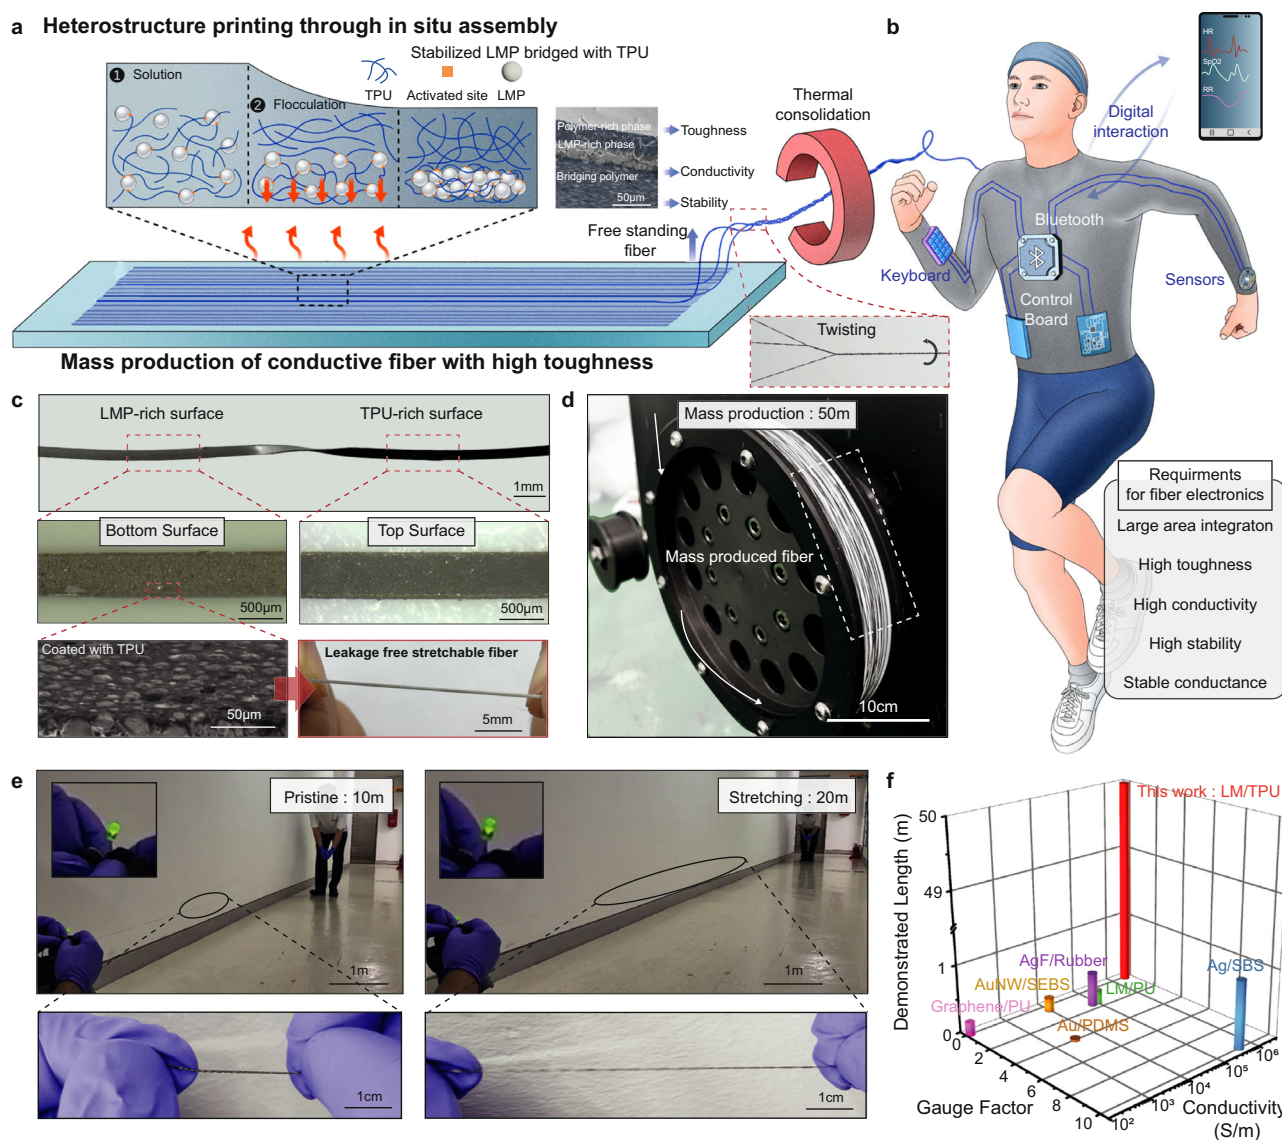 a Heterostructure printing through in situ assembly
Stabilized LMP bridged with TPU
1 Solution
2 Flocculation
TPU Activated site LMP
Polymer-rich phase
LMP-rich phase
Bridging polymer
50μm
Toughness
Conductivity
Stability
Thermal
consolidation
Free standing
fiber
Twisting
Mass production of conductive fiber with high toughness
b
HR
SpO2
RR
Digital
interaction
Bluetooth
Keyboard
Control
Board
Sensors
Requirments
for fiber electronics
Large area integraton
High toughness
High conductivity
High stability
Stable conductance
c
LMP-rich surface
TPU-rich surface
1mm
Bottom Surface
Top Surface
500μm
500μm
Coated with TPU
50μm
Leakage free stretchable fiber
5mm
d
Mass production : 50m
Mass produced fiber
10cm
e
Pristine : 10m
1m
Stretching : 20m
1m
1cm
1cm
f
This work : LM/TPU
50
49
1
0
Demonstrated Length (m)
AgF/Rubber
Ag/SBS
AuNW/SEBS
LM/PU
Graphene/PU
Au/PDMS
2
4
6
8
10
Gauge Factor
10²
10³
10⁴
10⁵
10⁶
Conductivity
(S/m)